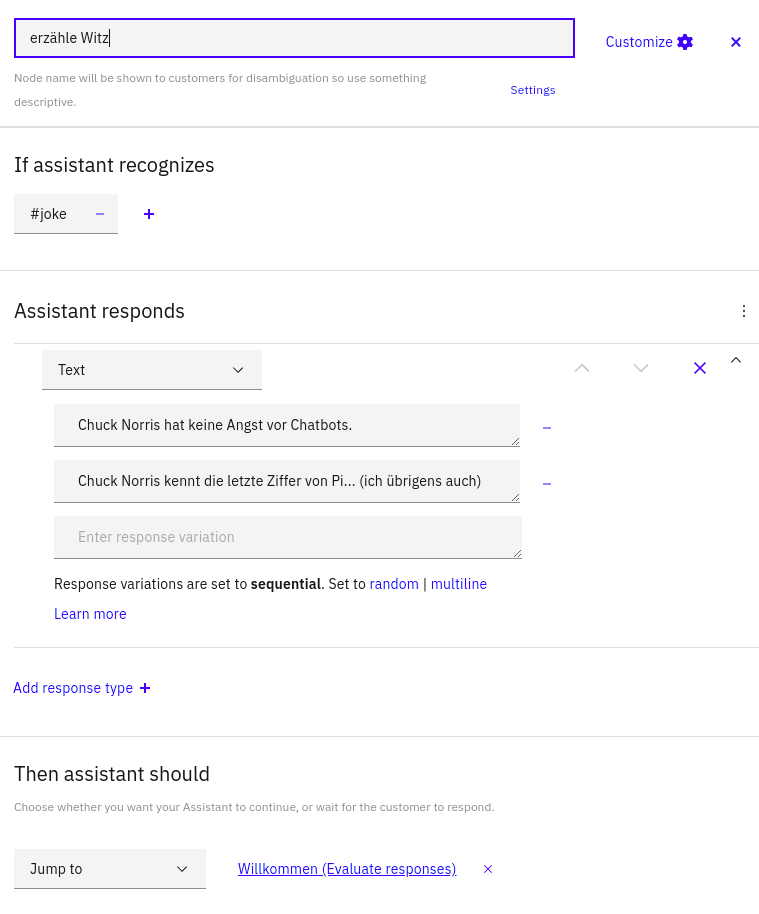 erzähle Witz
Customize
Node name will be shown to customers for disambiguation so use something
descriptive.
Settings
If assistant recognizes
#joke
Assistant responds
Text
Chuck Norris hat keine Angst vor Chatbots.
Chuck Norris kennt die letzte Ziffer von Pi... (ich übrigens auch)
Enter response variation
Response variations are set to sequential. Set to random | multiline
Learn more
Add response type
Then assistant should
Choose whether you want your Assistant to continue, or wait for the customer to respond.
Jump to
Willkommen (Evaluate responses)